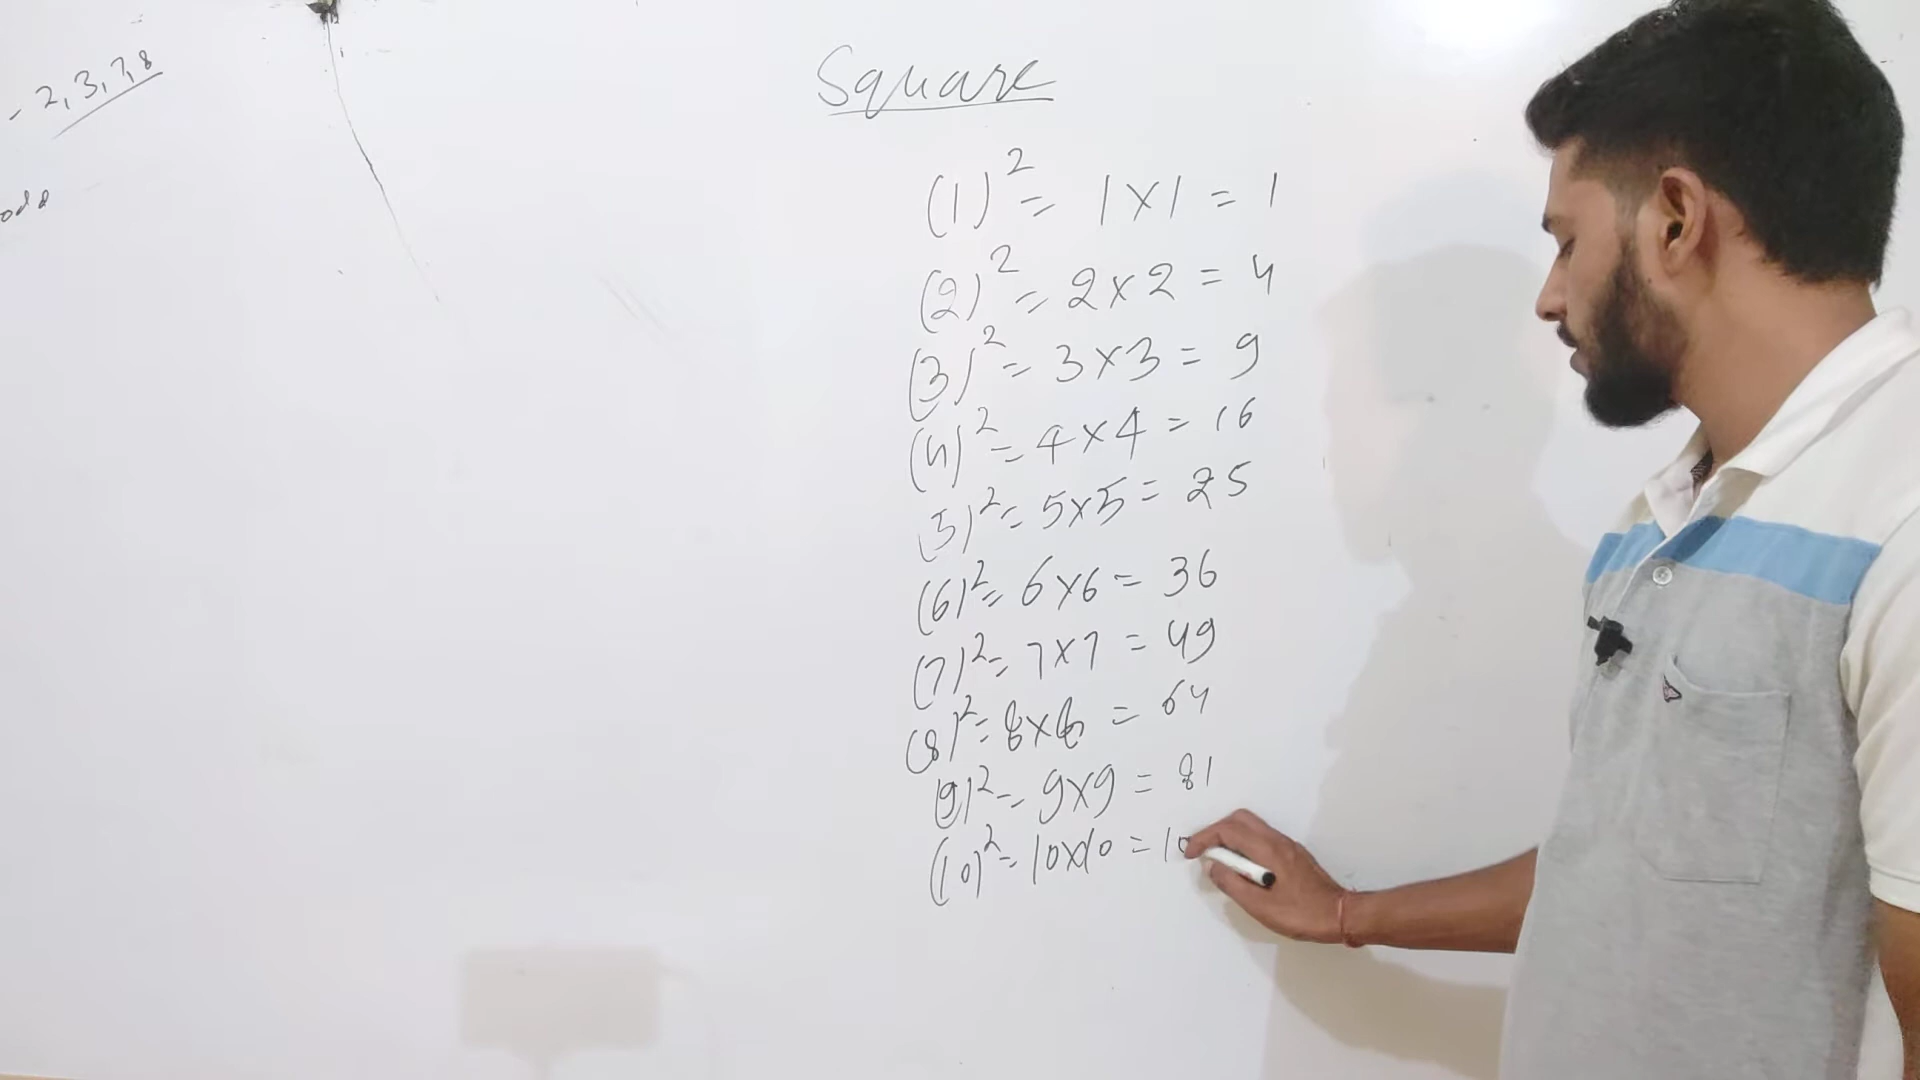 - 2, 3, 7, 8
Square
(1)² = 1×1 = 1
(2)² = 2×2 = 4
(3)² = 3×3 = 9
(4)² = 4×4 = 16
(5)² = 5×5 = 25
(6)² = 6×6 = 36
(7)² = 7×7 = 49
(8)² = 8×8 = 64
(9)² = 9×9 = 81
(10)² = 10×10 = 10